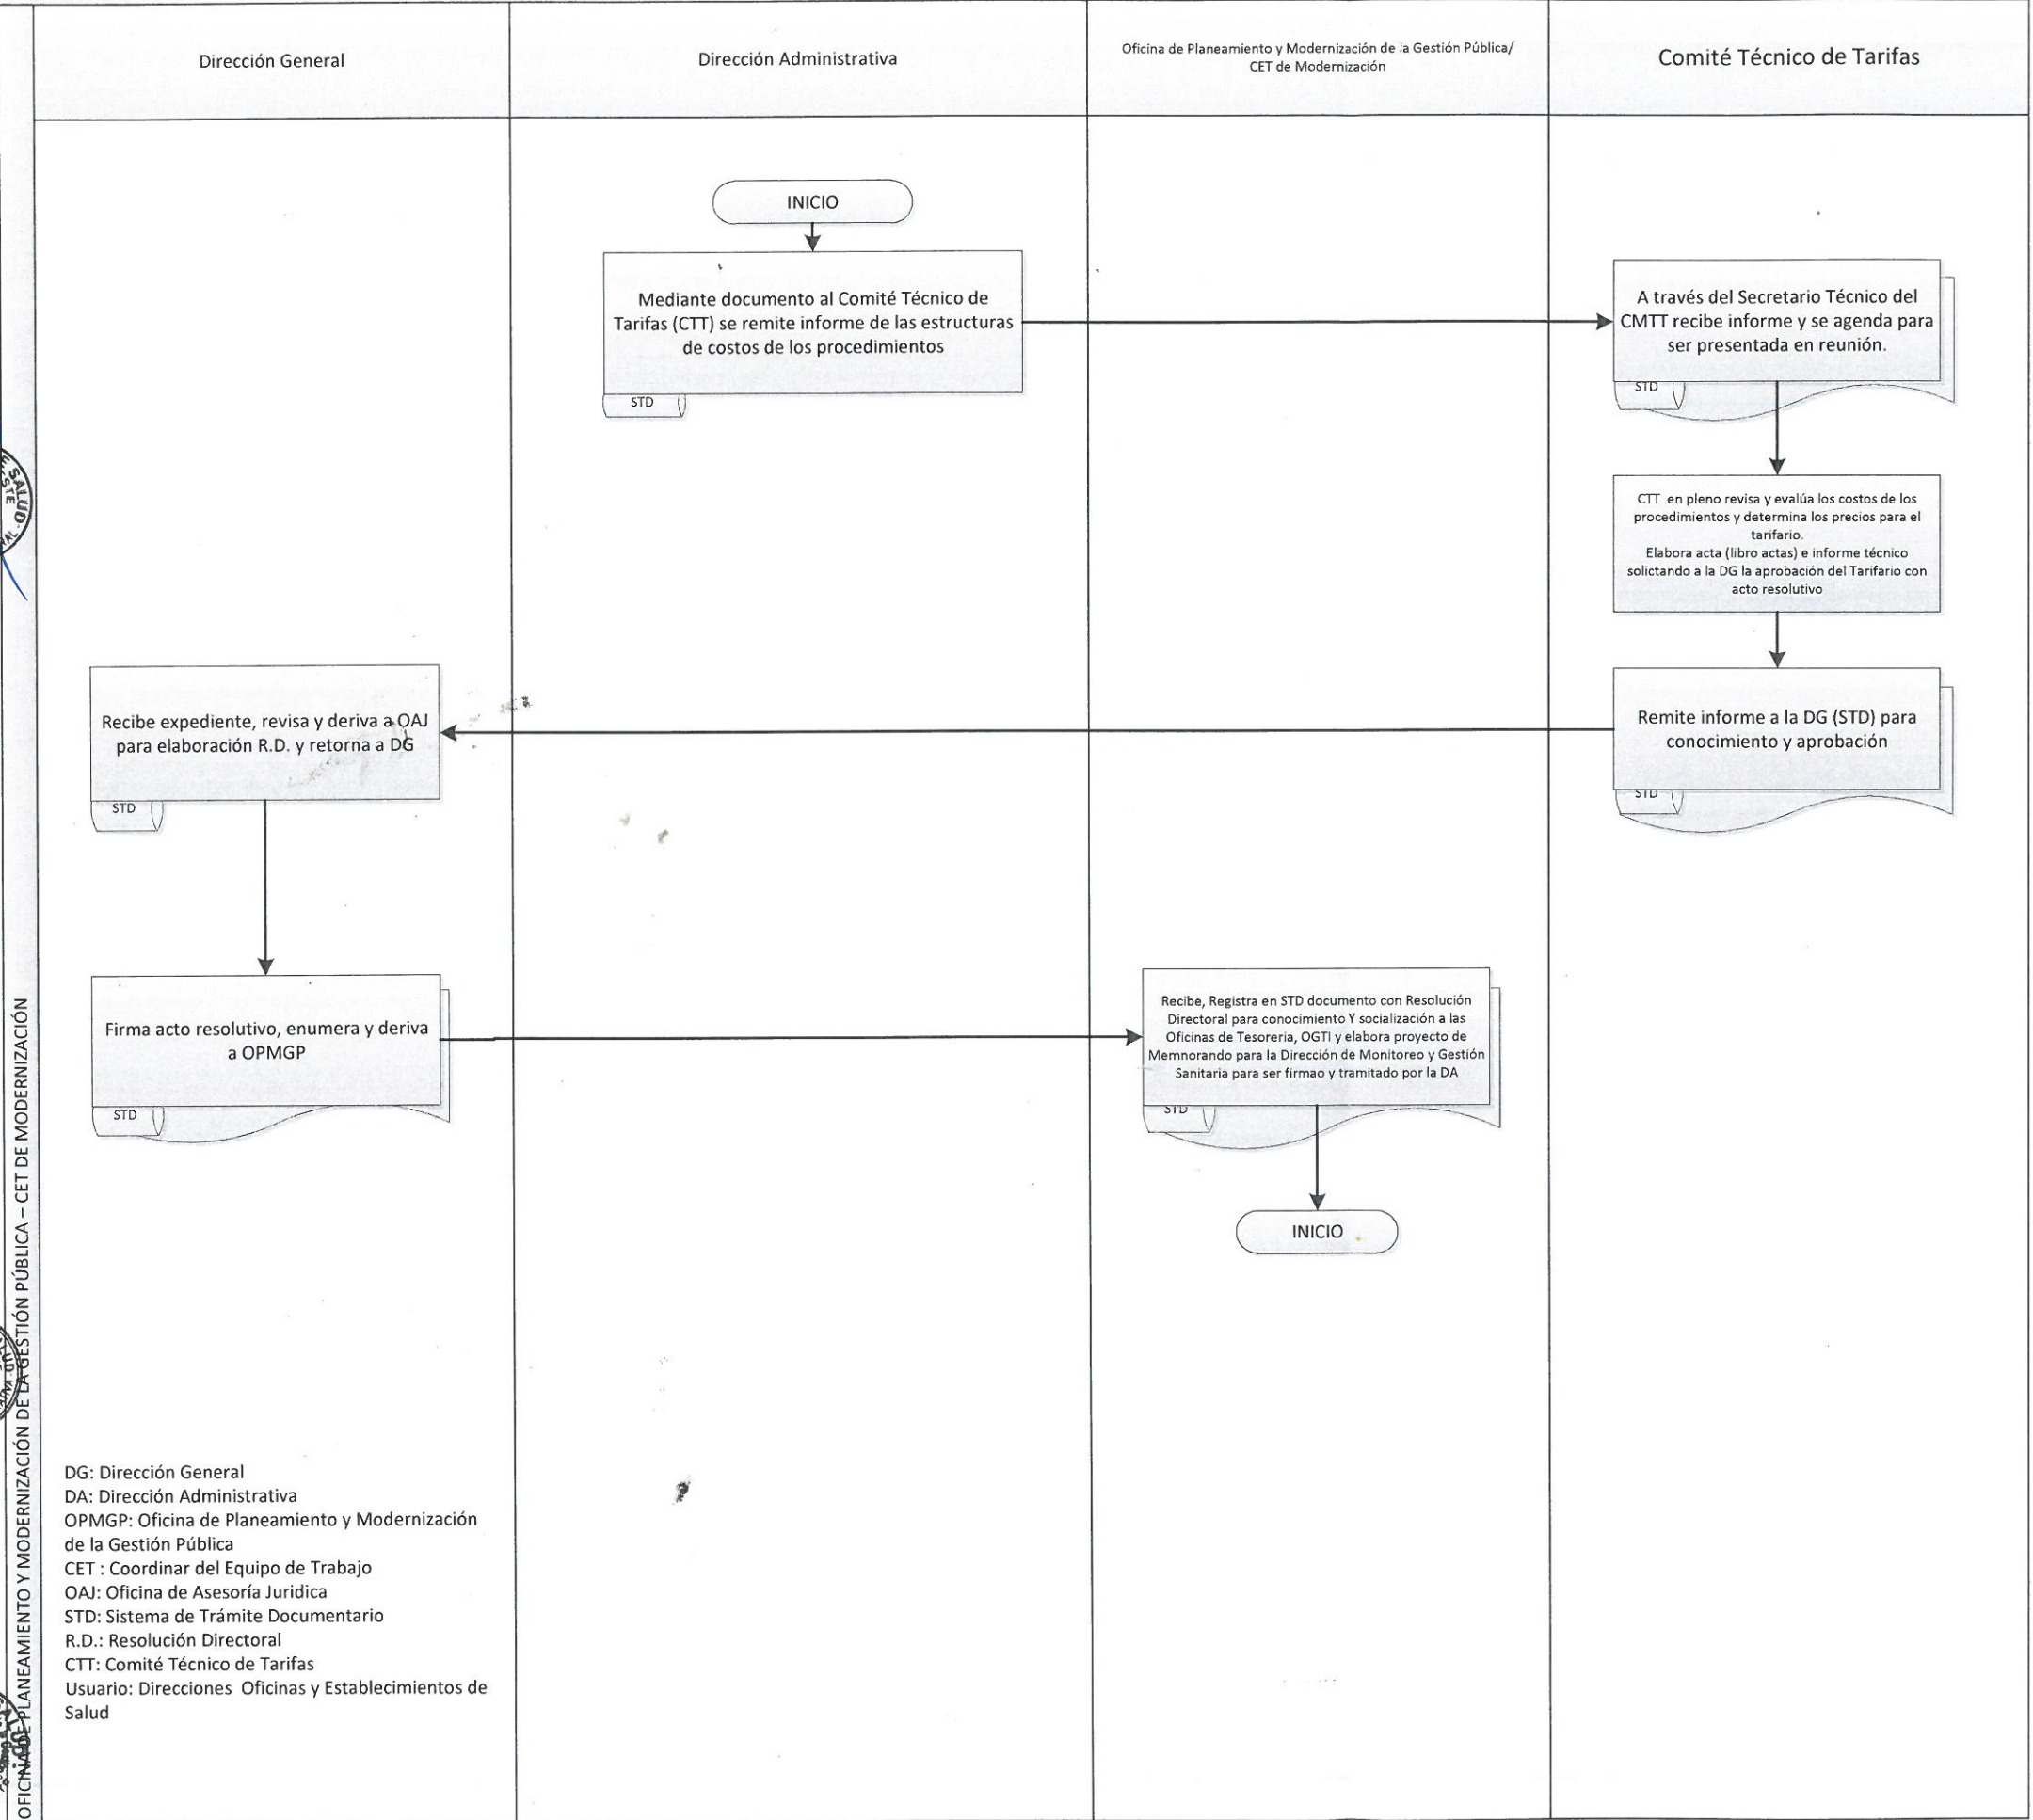 Dirección General
Dirección Administrativa
Oficina de Planeamiento y Modernización de la Gestión Pública/
CET de Modernización
Comité Técnico de Tarifas
INICIO
Mediante documento al Comité Técnico de
Tarifas (CTT) se remite informe de las estructuras
de costos de los procedimientos
STD
A través del Secretario Técnico del
CMTT recibe informe y se agenda para
ser presentada en reunión.
STD
CTT en pleno revisa y evalúa los costos de los
procedimientos y determina los precios para el
tarifario.
Elabora acta (libro actas) e informe técnico
solictando a la DG la aprobación del Tarifario con
acto resolutivo
Remite informe a la DG (STD) para
conocimiento y aprobación
STD
Recibe expediente, revisa y deriva a OAJ
para elaboración R.D. y retorna a DG
STD
Firma acto resolutivo, enumera y deriva
a OPMGP
STD
Recibe, Registra en STD documento con Resolución
Directoral para conocimiento Y socialización a las
Oficinas de Tesoreria, OGTI y elabora proyecto de
Memnorando para la Dirección de Monitoreo y Gestión
Sanitaria para ser firmao y tramitado por la DA
STD
INICIO
DG: Dirección General
DA: Dirección Administrativa
OPMGP: Oficina de Planeamiento y Modernización
de la Gestión Pública
CET : Coordinar del Equipo de Trabajo
OAJ: Oficina de Asesoría Juridica
STD: Sistema de Trámite Documentario
R.D.: Resolución Directoral
CTT: Comité Técnico de Tarifas
Usuario: Direcciones Oficinas y Establecimientos de
Salud
OFICINA DE PLANEAMIENTO Y MODERNIZACIÓN DE LA GESTIÓN PÚBLICA – CET DE MODERNIZACIÓN
SALUD